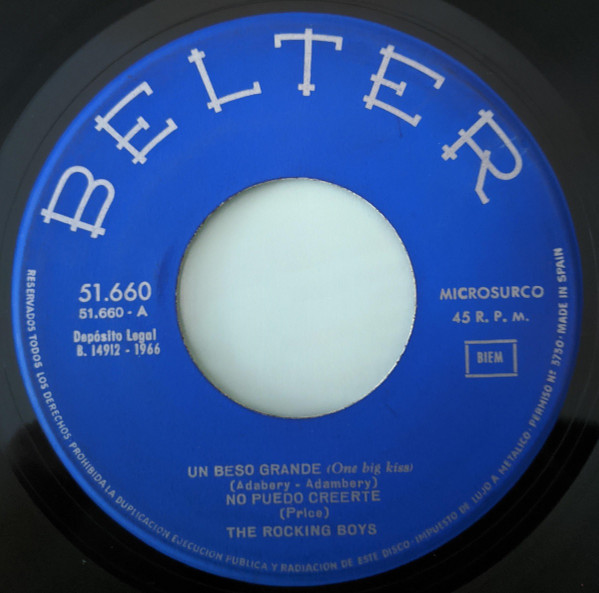 BELTER
51.660
51.660 - A
Depósito Legal
B. 14912 - 1966
MICROSURCO
45 R. P. m.
BIEM
UN BESO GRANDE (One big kiss)
(Adabery - Adambery)
NO PUEDO CREERTE
(Price)
THE ROCKING BOYS
RESERVADOS TODOS LOS DERECHOS · PROHIBIDA LA DUPLICACION EJECUCION PUBLICA Y RADIACION DE ESTE DISCO · IMPUESTO DE LUJO A METALICO · PERMISO Nº 3730 · MADE IN SPAIN